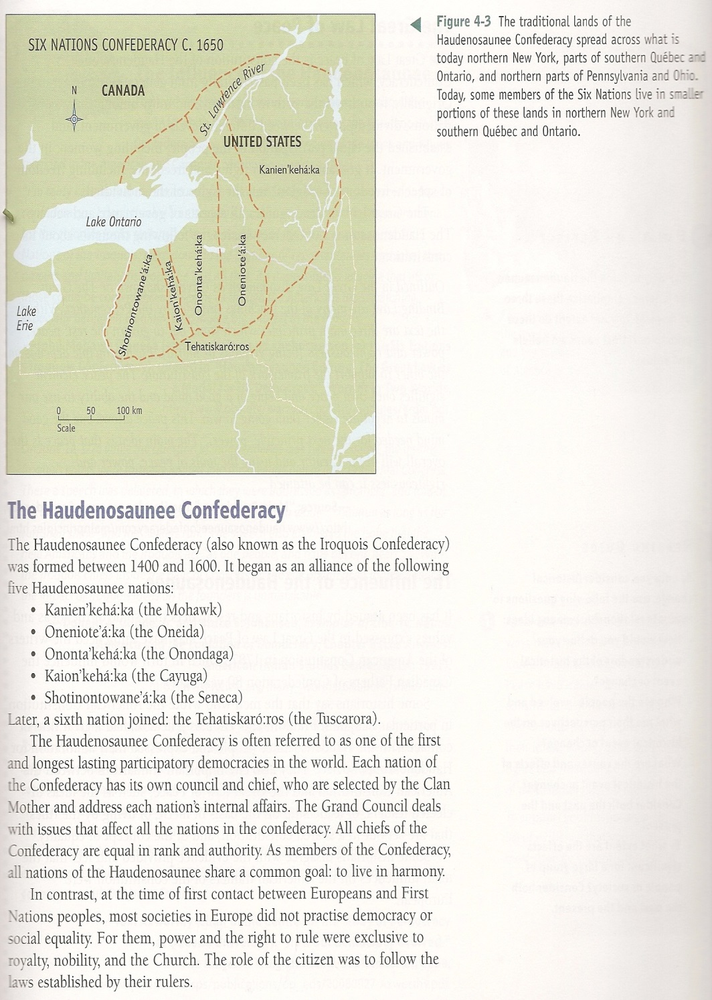 SIX NATIONS CONFEDERACY C. 1650
N
CANADA
St. Lawrence River
UNITED STATES
Kanien'kehá:ka
Lake Ontario
Shotinontowane'á:ka
Kaion'kehá:ka
Ononta'kehá:ka
Oneniote'á:ka
Lake
Erie
Tehatiskaró:ros
0 50 100 km
Scale
Figure 4-3 The traditional lands of the
Haudenosaunee Confederacy spread across what is
today northern New York, parts of southern Québec and
Ontario, and northern parts of Pennsylvania and Ohio.
Today, some members of the Six Nations live in smaller
portions of these lands in northern New York and
southern Québec and Ontario.
The Haudenosaunee Confederacy
The Haudenosaunee Confederacy (also known as the Iroquois Confederacy)
was formed between 1400 and 1600. It began as an alliance of the following
five Haudenosaunee nations:
• Kanien'kehá:ka (the Mohawk)
• Oneniote'á:ka (the Oneida)
• Ononta'kehá:ka (the Onondaga)
• Kaion'kehá:ka (the Cayuga)
• Shotinontowane'á:ka (the Seneca)
Later, a sixth nation joined: the Tehatiskaró:ros (the Tuscarora).
The Haudenosaunee Confederacy is often referred to as one of the first
and longest lasting participatory democracies in the world. Each nation of
the Confederacy has its own council and chief, who are selected by the Clan
Mother and address each nation's internal affairs. The Grand Council deals
with issues that affect all the nations in the confederacy. All chiefs of the
Confederacy are equal in rank and authority. As members of the Confederacy,
all nations of the Haudenosaunee share a common goal: to live in harmony.
In contrast, at the time of first contact between Europeans and First
Nations peoples, most societies in Europe did not practise democracy or
social equality. For them, power and the right to rule were exclusive to
royalty, nobility, and the Church. The role of the citizen was to follow the
laws established by their rulers.